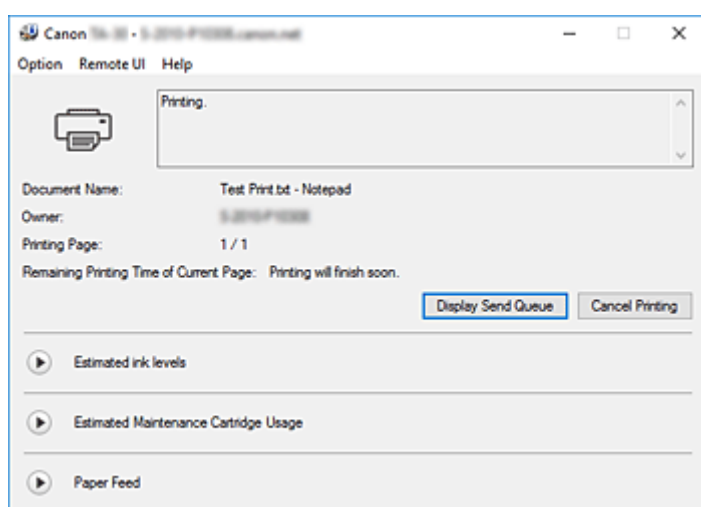 Canon
Option Remote UI Help
Printing.
Document Name: Test Print.txt - Notepad
Owner:
Printing Page: 1 / 1
Remaining Printing Time of Current Page: Printing will finish soon.
Display Send Queue Cancel Printing
Estimated ink levels
Estimated Maintenance Cartridge Usage
Paper Feed